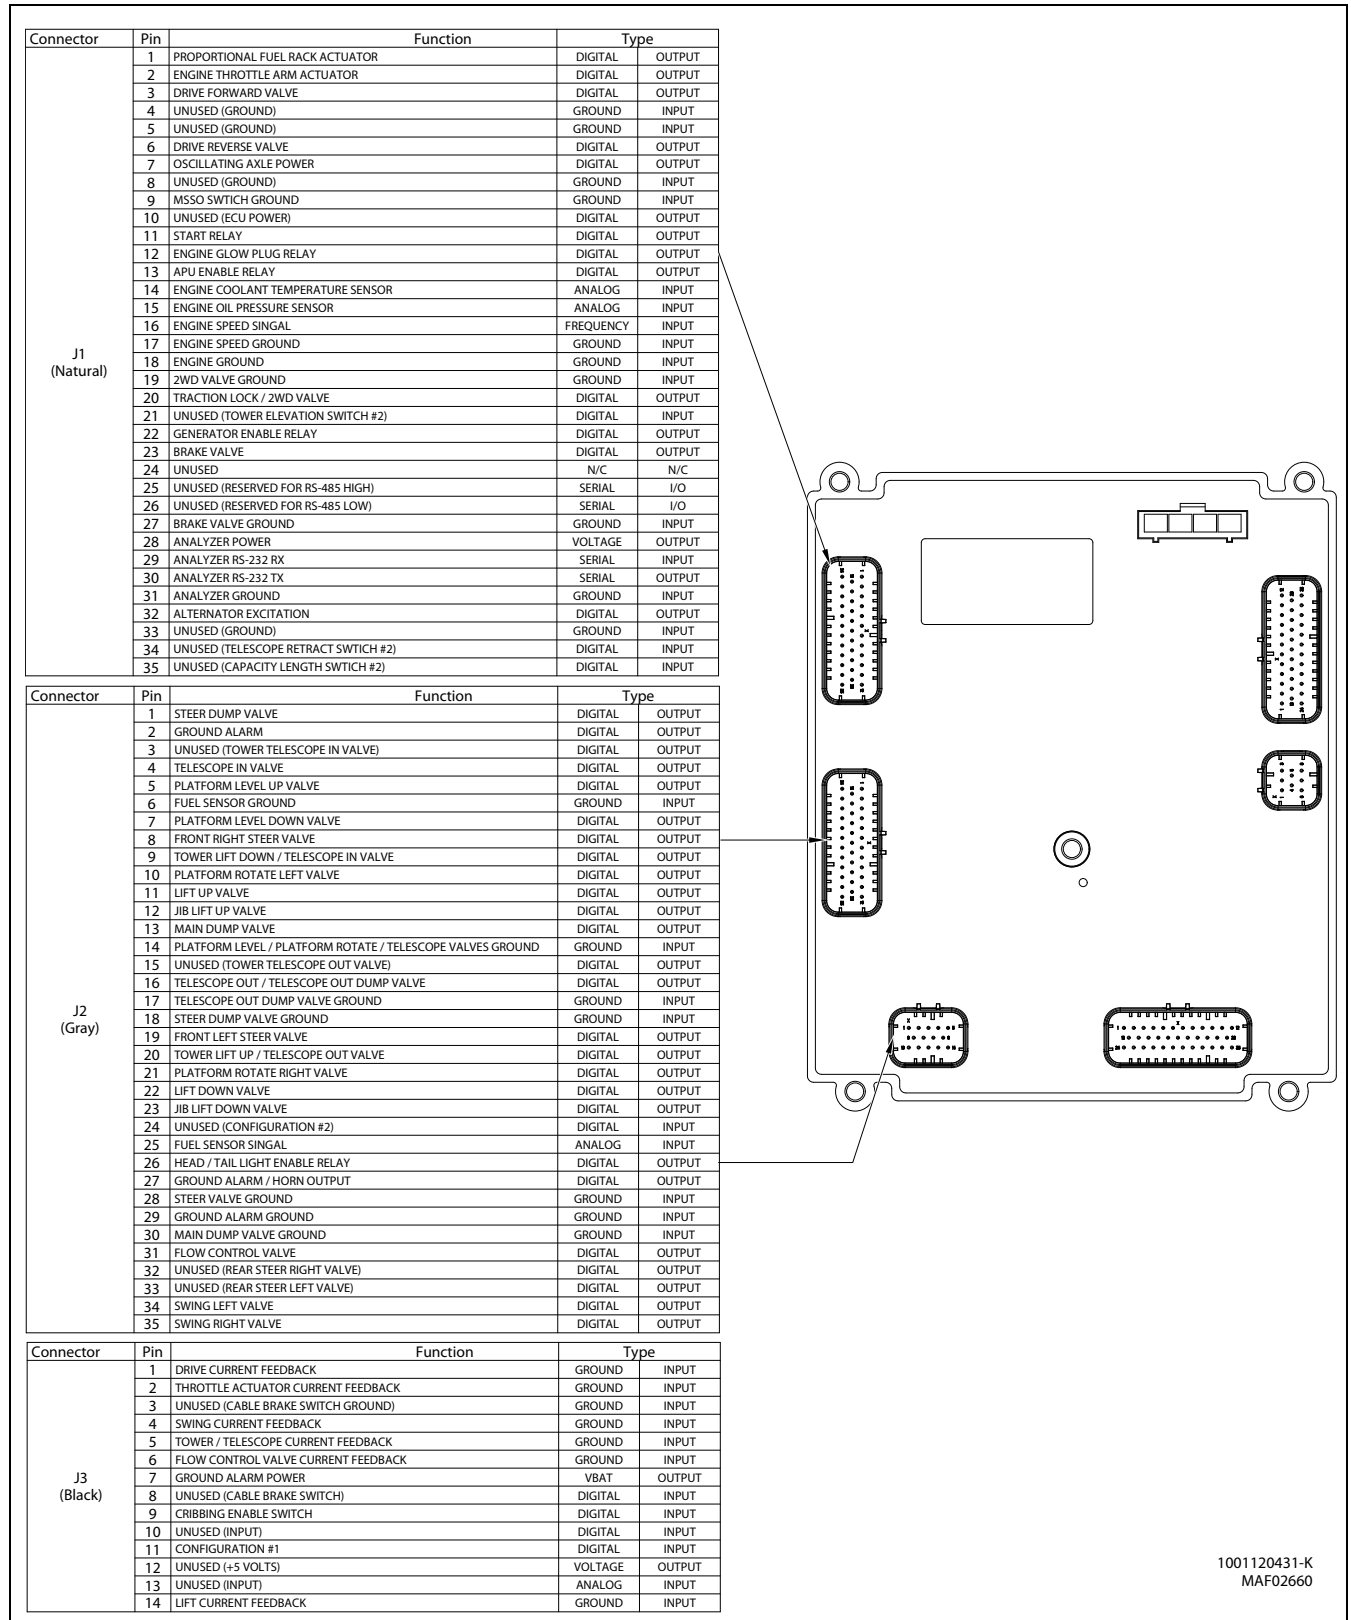 Connector Pin Function Type
1 PROPORTIONAL FUEL RACK ACTUATOR DIGITAL OUTPUT
2 ENGINE THROTTLE ARM ACTUATOR DIGITAL OUTPUT
3 DRIVE FORWARD VALVE DIGITAL OUTPUT
4 UNUSED (GROUND) GROUND INPUT
5 UNUSED (GROUND) GROUND INPUT
6 DRIVE REVERSE VALVE DIGITAL OUTPUT
7 OSCILLATING AXLE POWER DIGITAL OUTPUT
8 UNUSED (GROUND) GROUND INPUT
9 MSSO SWTICH GROUND GROUND INPUT
10 UNUSED (ECU POWER) DIGITAL OUTPUT
11 START RELAY DIGITAL OUTPUT
12 ENGINE GLOW PLUG RELAY DIGITAL OUTPUT
13 APU ENABLE RELAY DIGITAL OUTPUT
14 ENGINE COOLANT TEMPERATURE SENSOR ANALOG INPUT
15 ENGINE OIL PRESSURE SENSOR ANALOG INPUT
16 ENGINE SPEED SINGAL FREQUENCY INPUT
17 ENGINE SPEED GROUND GROUND INPUT
J1
(Natural)
18 ENGINE GROUND GROUND INPUT
19 2WD VALVE GROUND GROUND INPUT
20 TRACTION LOCK / 2WD VALVE DIGITAL OUTPUT
21 UNUSED (TOWER ELEVATION SWITCH #2) DIGITAL INPUT
22 GENERATOR ENABLE RELAY DIGITAL OUTPUT
23 BRAKE VALVE DIGITAL OUTPUT
24 UNUSED N/C N/C
25 UNUSED (RESERVED FOR RS-485 HIGH) SERIAL I/O
26 UNUSED (RESERVED FOR RS-485 LOW) SERIAL I/O
27 BRAKE VALVE GROUND GROUND INPUT
28 ANALYZER POWER VOLTAGE OUTPUT
29 ANALYZER RS-232 RX SERIAL INPUT
30 ANALYZER RS-232 TX SERIAL OUTPUT
31 ANALYZER GROUND GROUND INPUT
32 ALTERNATOR EXCITATION DIGITAL OUTPUT
33 UNUSED (GROUND) GROUND INPUT
34 UNUSED (TELESCOPE RETRACT SWTICH #2) DIGITAL INPUT
35 UNUSED (CAPACITY LENGTH SWTICH #2) DIGITAL INPUT
Connector Pin Function Type
1 STEER DUMP VALVE DIGITAL OUTPUT
2 GROUND ALARM DIGITAL OUTPUT
3 UNUSED (TOWER TELESCOPE IN VALVE) DIGITAL OUTPUT
4 TELESCOPE IN VALVE DIGITAL OUTPUT
5 PLATFORM LEVEL UP VALVE DIGITAL OUTPUT
6 FUEL SENSOR GROUND GROUND INPUT
7 PLATFORM LEVEL DOWN VALVE DIGITAL OUTPUT
8 FRONT RIGHT STEER VALVE DIGITAL OUTPUT
9 TOWER LIFT DOWN / TELESCOPE IN VALVE DIGITAL OUTPUT
10 PLATFORM ROTATE LEFT VALVE DIGITAL OUTPUT
11 LIFT UP VALVE DIGITAL OUTPUT
12 JIB LIFT UP VALVE DIGITAL OUTPUT
13 MAIN DUMP VALVE DIGITAL OUTPUT
14 PLATFORM LEVEL / PLATFORM ROTATE / TELESCOPE VALVES GROUND GROUND INPUT
15 UNUSED (TOWER TELESCOPE OUT VALVE) DIGITAL OUTPUT
16 TELESCOPE OUT / TELESCOPE OUT DUMP VALVE DIGITAL OUTPUT
17 TELESCOPE OUT DUMP VALVE GROUND GROUND INPUT
J2
(Gray)
18 STEER DUMP VALVE GROUND GROUND INPUT
19 FRONT LEFT STEER VALVE DIGITAL OUTPUT
20 TOWER LIFT UP / TELESCOPE OUT VALVE DIGITAL OUTPUT
21 PLATFORM ROTATE RIGHT VALVE DIGITAL OUTPUT
22 LIFT DOWN VALVE DIGITAL OUTPUT
23 JIB LIFT DOWN VALVE DIGITAL OUTPUT
24 UNUSED (CONFIGURATION #2) DIGITAL INPUT
25 FUEL SENSOR SINGAL ANALOG INPUT
26 HEAD / TAIL LIGHT ENABLE RELAY DIGITAL OUTPUT
27 GROUND ALARM / HORN OUTPUT DIGITAL OUTPUT
28 STEER VALVE GROUND GROUND INPUT
29 GROUND ALARM GROUND GROUND INPUT
30 MAIN DUMP VALVE GROUND GROUND INPUT
31 FLOW CONTROL VALVE DIGITAL OUTPUT
32 UNUSED (REAR STEER RIGHT VALVE) DIGITAL OUTPUT
33 UNUSED (REAR STEER LEFT VALVE) DIGITAL OUTPUT
34 SWING LEFT VALVE DIGITAL OUTPUT
35 SWING RIGHT VALVE DIGITAL OUTPUT
Connector Pin Function Type
1 DRIVE CURRENT FEEDBACK GROUND INPUT
2 THROTTLE ACTUATOR CURRENT FEEDBACK GROUND INPUT
3 UNUSED (CABLE BRAKE SWITCH GROUND) GROUND INPUT
4 SWING CURRENT FEEDBACK GROUND INPUT
5 TOWER / TELESCOPE CURRENT FEEDBACK GROUND INPUT
6 FLOW CONTROL VALVE CURRENT FEEDBACK GROUND INPUT
J3
(Black)
7 GROUND ALARM POWER VBAT OUTPUT
8 UNUSED (CABLE BRAKE SWITCH) DIGITAL INPUT
9 CRIBBING ENABLE SWITCH DIGITAL INPUT
10 UNUSED (INPUT) DIGITAL INPUT
11 CONFIGURATION #1 DIGITAL INPUT
12 UNUSED (+5 VOLTS) VOLTAGE OUTPUT
13 UNUSED (INPUT) ANALOG INPUT
14 LIFT CURRENT FEEDBACK GROUND INPUT
1001120431-K
MAF02660